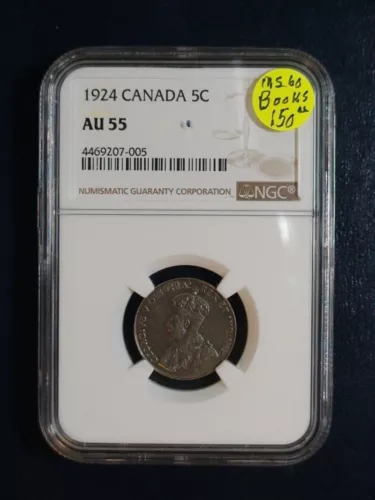 1924 CANADA 5C
AU 55
4469207-005
NUMISMATIC GUARANTY CORPORATION
NGC®
MS 60
Books
150